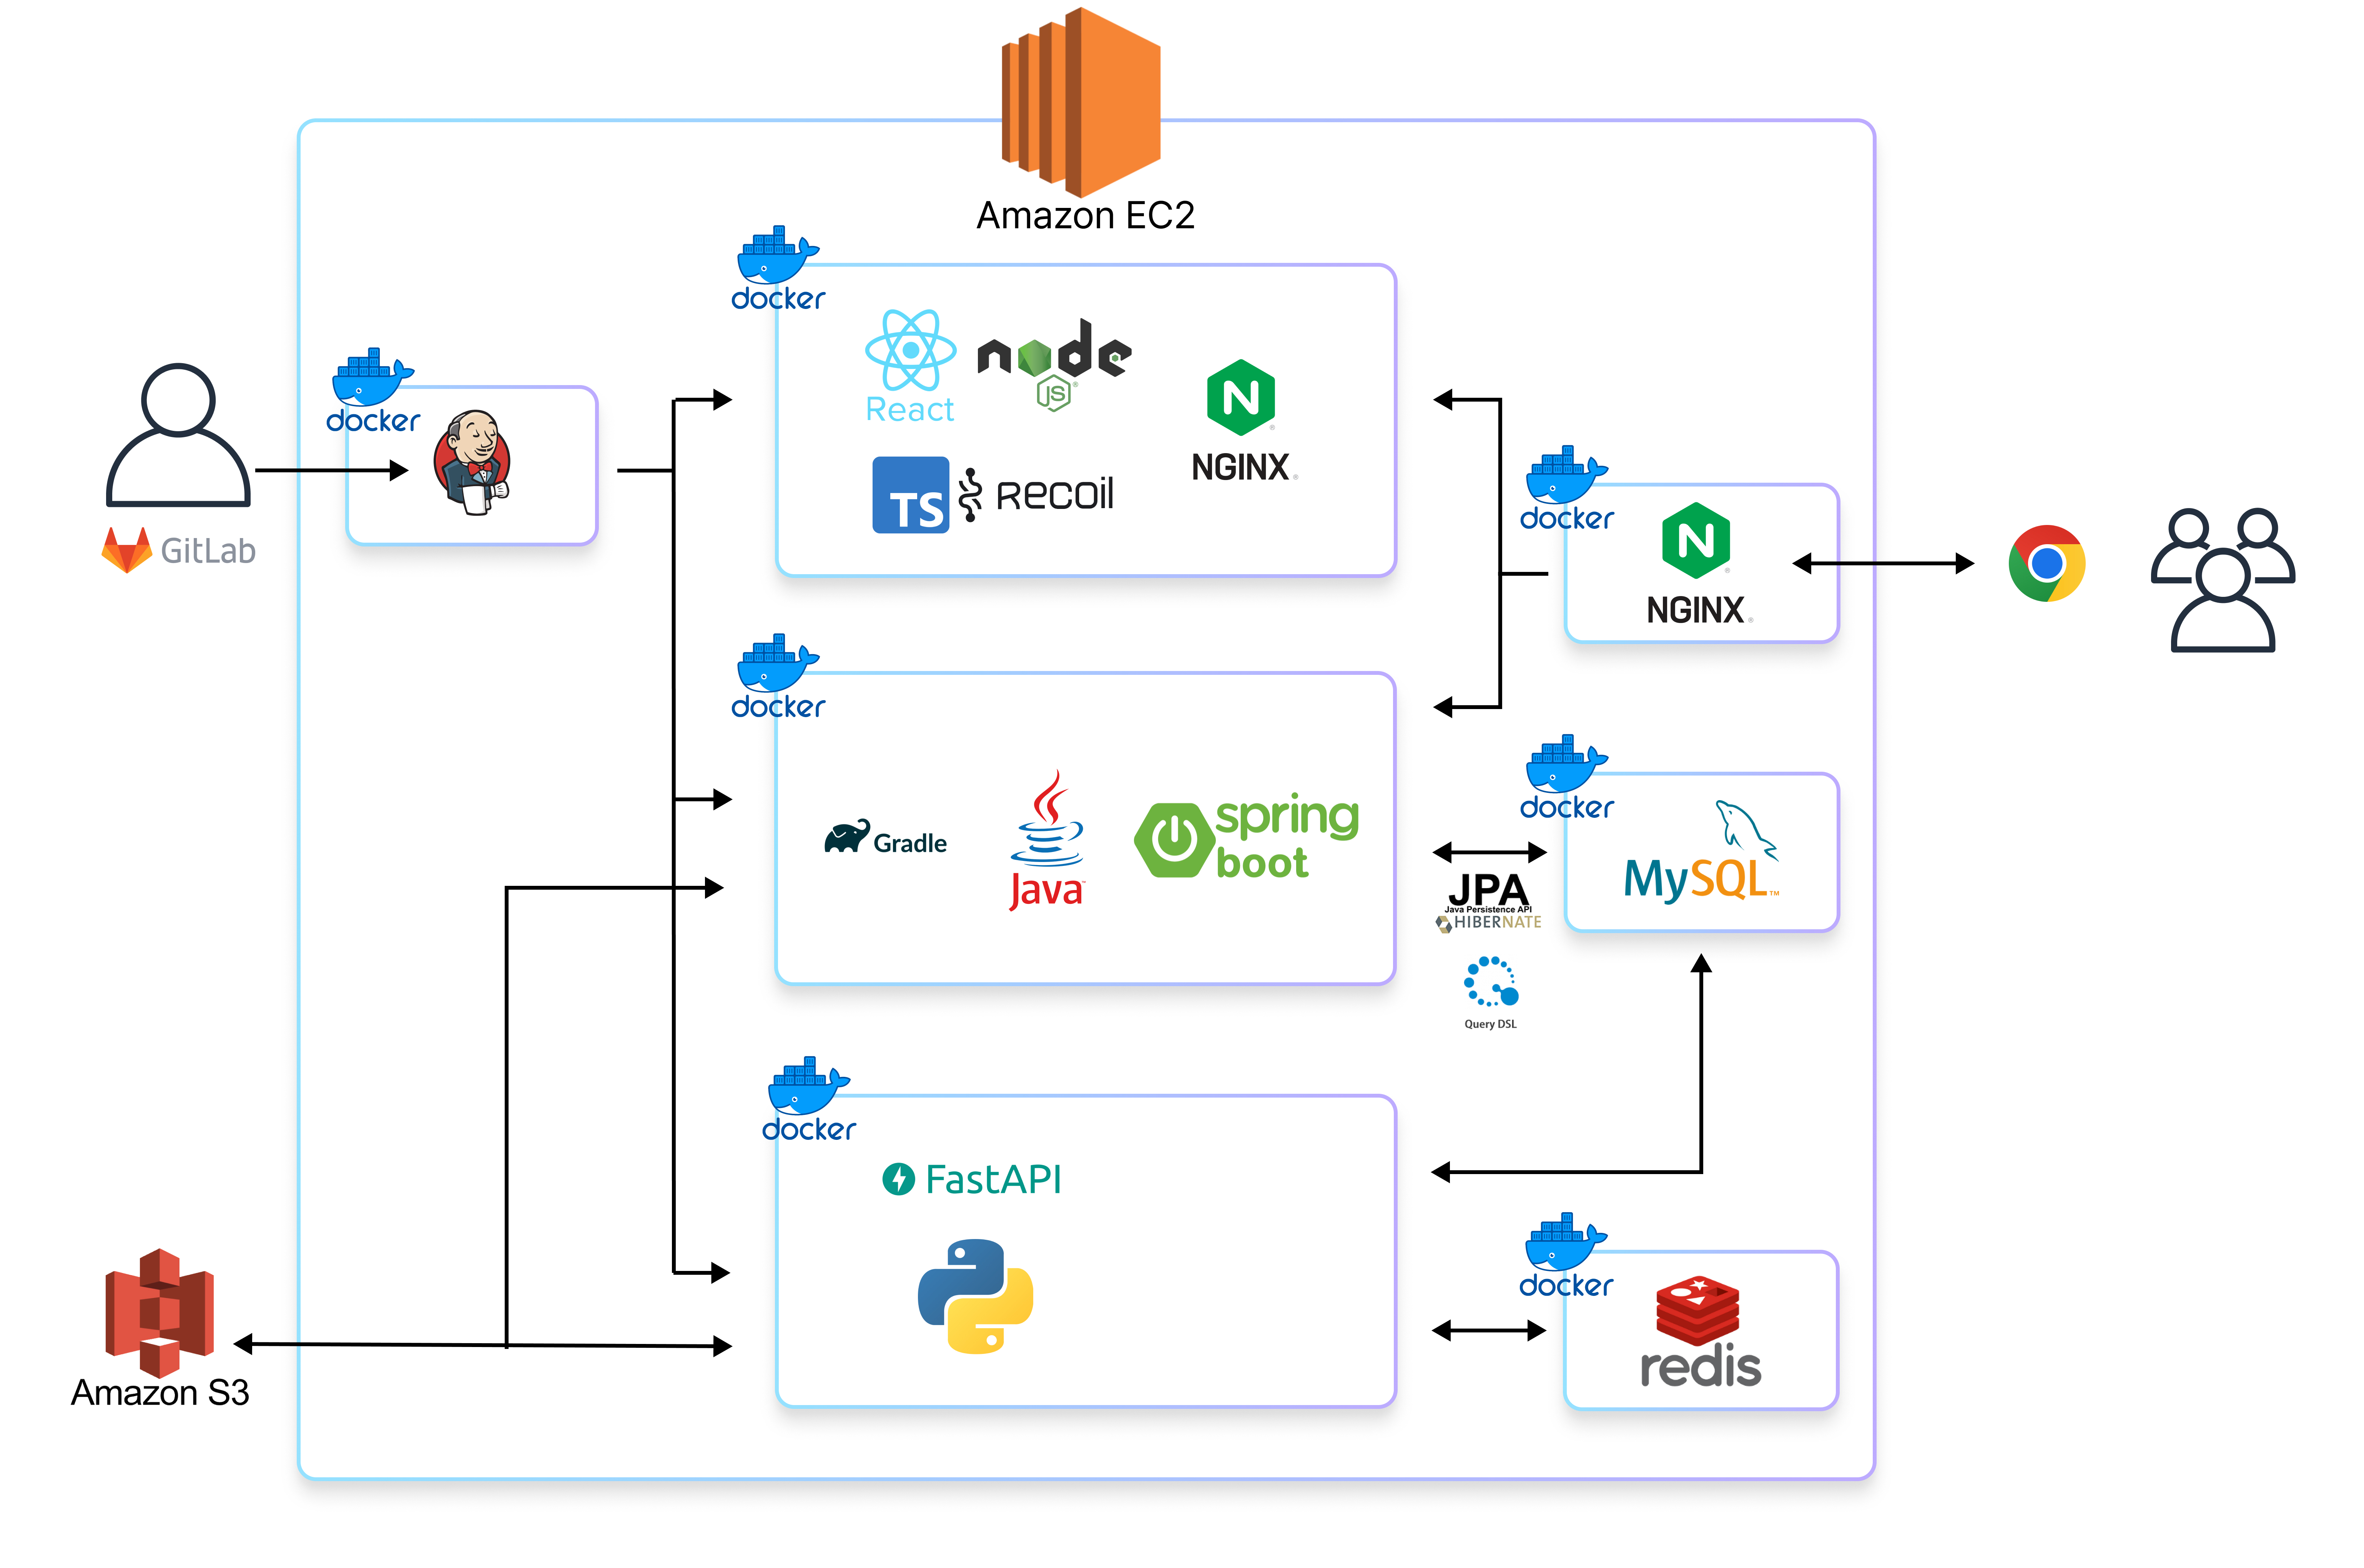 Amazon EC2
docker
React
node
JS
TS
Recoil
N
NGINX
docker
GitLab
docker
N
NGINX
docker
Gradle
Java
spring
boot
docker
MySQL
JPA
Java Persistence API
HIBERNATE
Query DSL
docker
FastAPI
docker
redis
Amazon S3